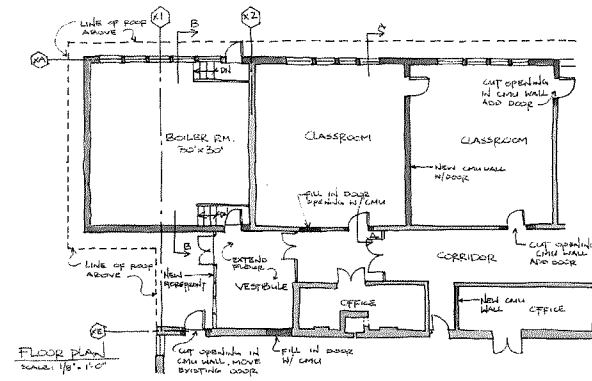 X1
X2
LINE OF ROOF
ABOVE
B
XA
DN
CUT OPENING
IN CMU WALL
ADD DOOR
BOILER RM.
30'x30'
CLASSROOM
CLASSROOM
NEW CMU WALL
W/DOOR
FILL IN DOOR
OPENING W/ CMU
B
A
LINE OF ROOF
ABOVE
NEW
STOREFRONT
EXTEND
FLOOR
VESTIBULE
CORRIDOR
CUT OPENING
CMU WALL
ADD DOOR
OFFICE
NEW CMU
WALL
OFFICE
XE
FLOOR PLAN
SCALE: 1/8" = 1'-0"
CUT OPENING IN
CMU WALL, MOVE
EXISTING DOOR
FILL IN DOOR
W/ CMU